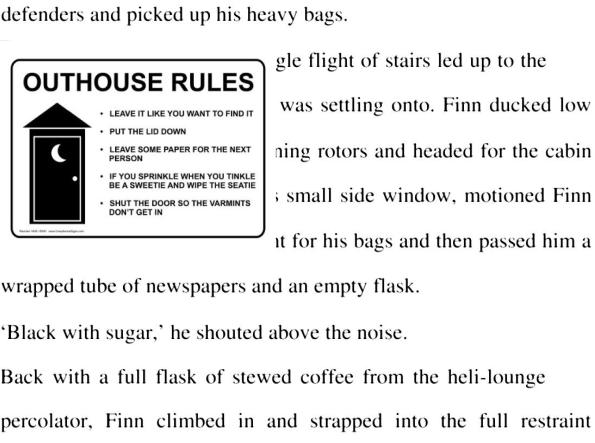 defenders and picked up his heavy bags.
flight of stairs led up to the
was settling onto. Finn ducked low
rotors and headed for the cabin
small side window, motioned Finn
for his bags and then passed him a
wrapped tube of newspapers and an empty flask.
‘Black with sugar,’ he shouted above the noise.
Back with a full flask of stewed coffee from the heli-lounge
percolator, Finn climbed in and strapped into the full restraint
OUTHOUSE RULES
• LEAVE IT LIKE YOU WANT TO FIND IT
• PUT THE LID DOWN
• LEAVE SOME PAPER FOR THE NEXT
PERSON
• IF YOU SPRINKLE WHEN YOU TINKLE
BE A SWEETIE AND WIPE THE SEATIE
• SHUT THE DOOR SO THE VARMINTS
DON'T GET IN